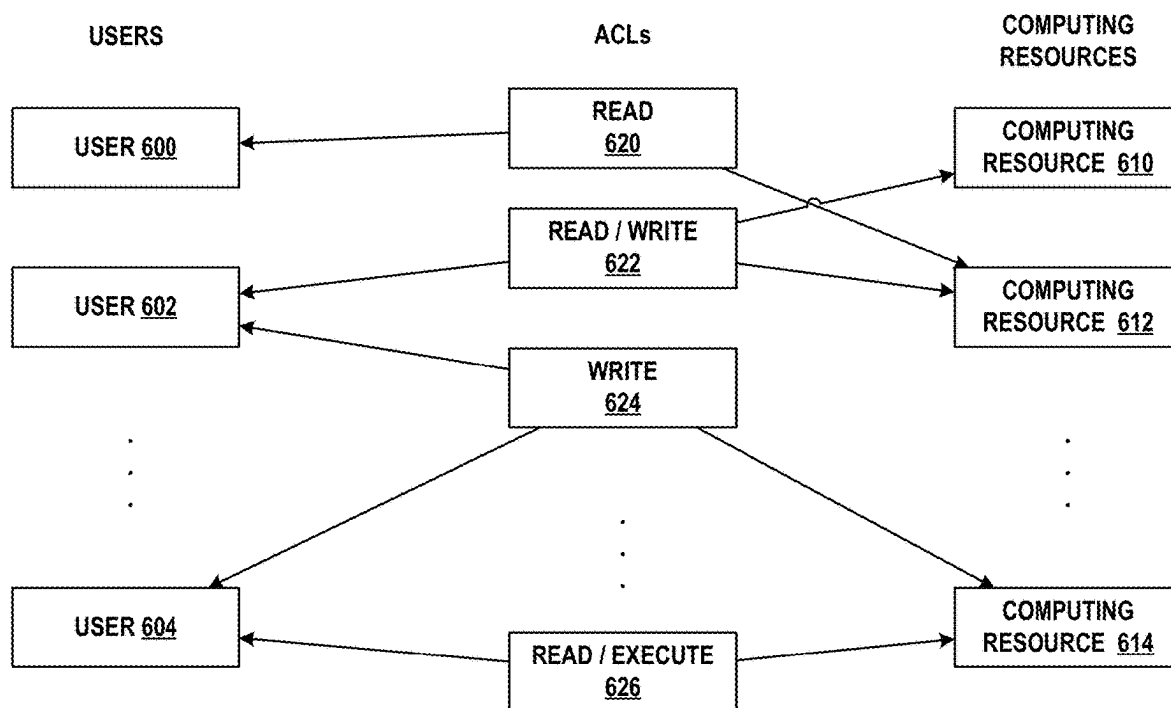 USERS
ACLs
COMPUTING
RESOURCES
USER 600
READ
620
COMPUTING
RESOURCE 610
READ / WRITE
622
USER 602
COMPUTING
RESOURCE 612
WRITE
624
USER 604
COMPUTING
RESOURCE 614
READ / EXECUTE
626